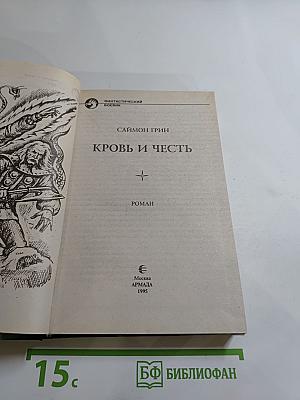 ФАНТАСТИЧЕСКИЙ
БОЕВИК
САЙМОН ГРИН
КРОВЬ И ЧЕСТЬ
РОМАН
Москва
АРМАДА
1995
15с
БФ БИБЛИОФАН